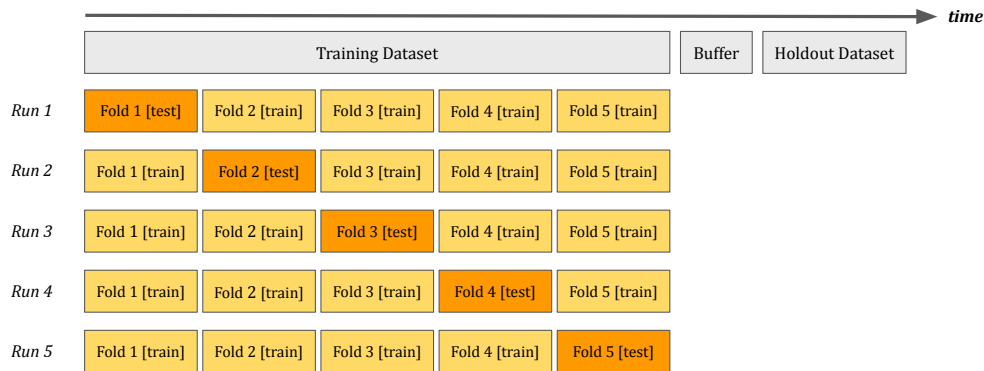 time
Training Dataset Buffer Holdout Dataset
Run 1 Fold 1 [test] Fold 2 [train] Fold 3 [train] Fold 4 [train] Fold 5 [train]
Run 2 Fold 1 [train] Fold 2 [test] Fold 3 [train] Fold 4 [train] Fold 5 [train]
Run 3 Fold 1 [train] Fold 2 [train] Fold 3 [test] Fold 4 [train] Fold 5 [train]
Run 4 Fold 1 [train] Fold 2 [train] Fold 3 [train] Fold 4 [test] Fold 5 [train]
Run 5 Fold 1 [train] Fold 2 [train] Fold 3 [train] Fold 4 [train] Fold 5 [test]